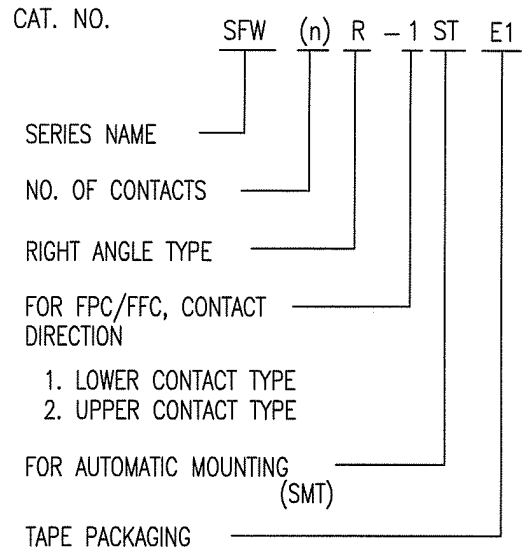 CAT. NO.
SFW (n) R - 1 ST E1
SERIES NAME
NO. OF CONTACTS
RIGHT ANGLE TYPE
FOR FPC/FFC, CONTACT
DIRECTION
1. LOWER CONTACT TYPE
2. UPPER CONTACT TYPE
FOR AUTOMATIC MOUNTING
(SMT)
TAPE PACKAGING